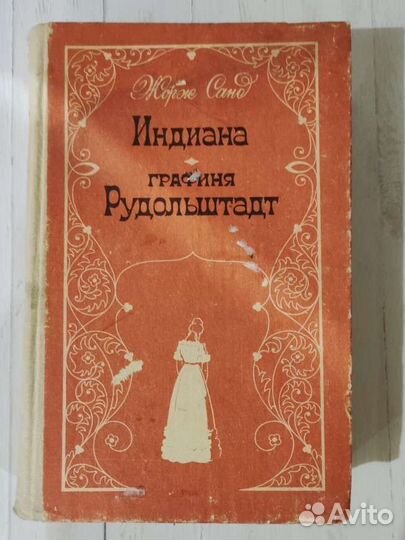 Жорж Санд
Индиана
графиня
Рудольштадт
Avito